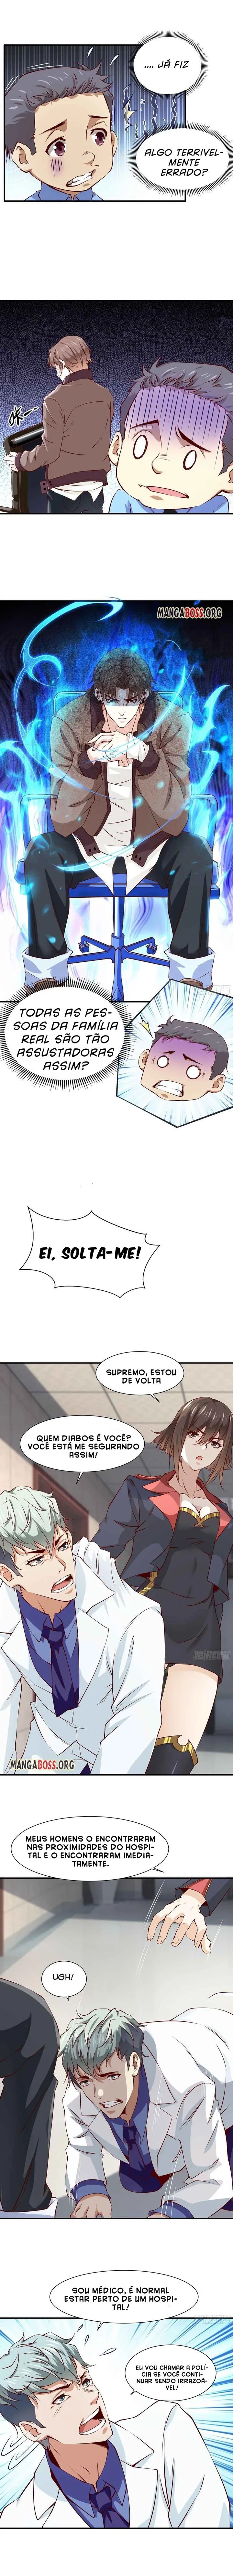 .... JÁ FIZ
ALGO TERRIVEL-
MENTE
ERRADO?
MANGABOSS.ORG
TODAS AS PES-
SOAS DA FAMÍLIA
REAL SÃO TÃO
ASSUSTADORAS
ASSIM?
EI, SOLTA-ME!
SUPREMO, ESTOU
DE VOLTA
QUEM DIABOS É VOCÊ?
VOCÊ ESTÁ ME SEGURANDO
ASSIM!
MANGABOSS.ORG
MEUS HOMENS O ENCONTRARAM
NAS PROXIMIDADES DO HOSPI-
TAL E O ENCONTRARAM IMEDIA-
TAMENTE.
UGH!
SOU MÉDICO, É NORMAL
ESTAR PERTO DE UM HOSPI-
TAL!
EU VOU CHAMAR A POLÍ-
CIA SE VOCÊ CONTI-
NUAR SENDO IRRAZOÁ-
VEL!